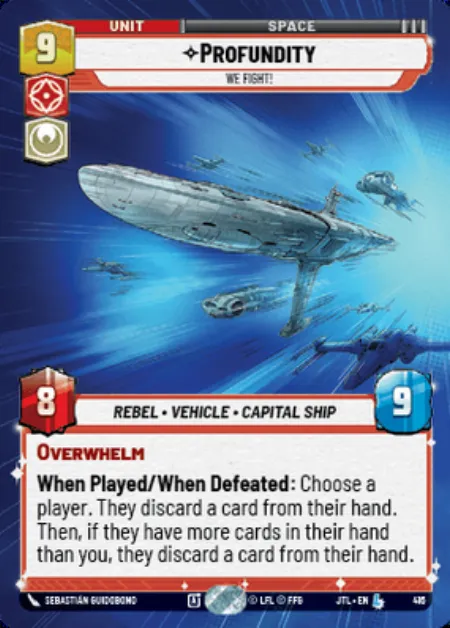 UNIT SPACE
9
PROFUNDITY
WE FIGHT!
8
REBEL • VEHICLE • CAPITAL SHIP
9
OVERWHELM
When Played/When Defeated: Choose a
player. They discard a card from their hand.
Then, if they have more cards in their hand
than you, they discard a card from their hand.
SEBASTIÁN GUIDOBONO
© LFL © FFG
JTL • EN